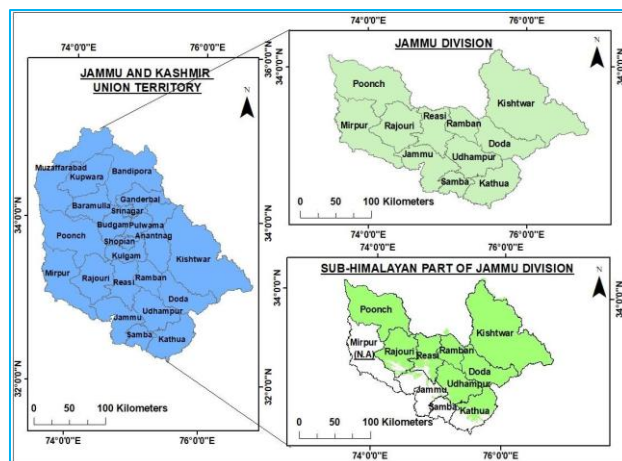 74°0'0"E
76°0'0"E
36°0'0"N
JAMMU AND KASHMIR
UNION TERRITORY
N
Muzaffarabad
Kupwara
Bandipora
Baramulla
Ganderbal
Srinagar
Budgam
Pulwama
Poonch
Shopian
Anantnag
Kulgam
Kishtwar
Mirpur
Rajouri
Reasi
Ramban
Doda
Udhampur
Jammu
Samba
Kathua
34°0'0"N
34°0'0"N
32°0'0"N
32°0'0"N
0 50 100 Kilometers
74°0'0"E
76°0'0"E
74°0'0"E
76°0'0"E
JAMMU DIVISION
34°0'0"N
34°0'0"N
N
Poonch
Kishtwar
Mirpur
Rajouri
Reasi
Ramban
Doda
Jammu
Udhampur
Samba
Kathua
0 50 100 Kilometers
74°0'0"E
76°0'0"E
SUB-HIMALAYAN PART OF JAMMU DIVISION
34°0'0"N
34°0'0"N
N
Poonch
Kishtwar
Mirpur
(N.A)
Rajouri
Reasi
Ramban
Doda
Udhampur
Jammu
Samba
Kathua
0 50 100 Kilometers
74°0'0"E
76°0'0"E